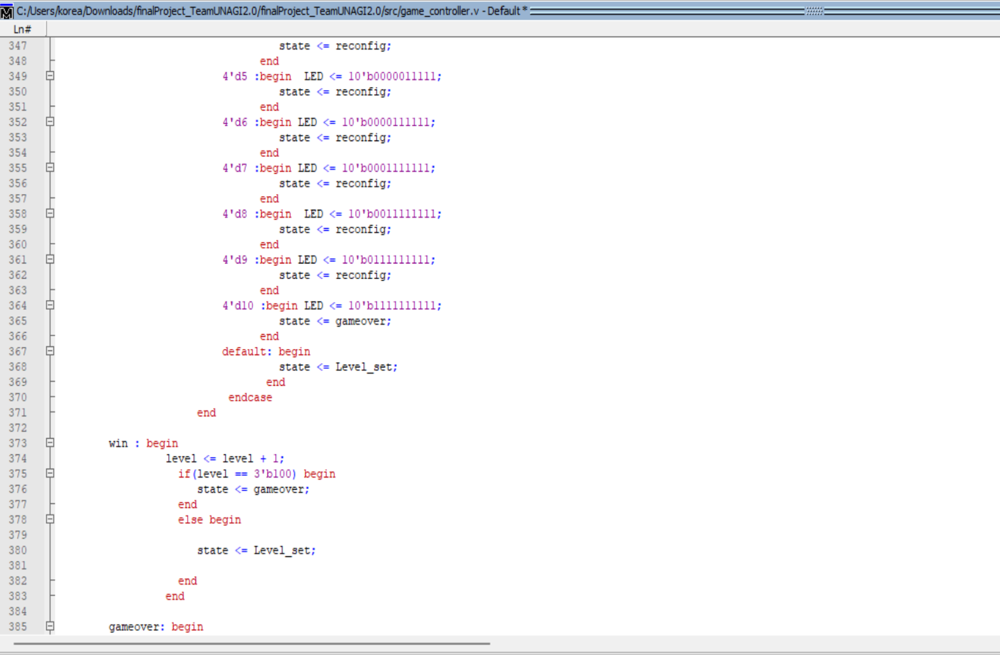 C:/Users/korea/Downloads/finalProject_TeamUNAGI2.0/finalProject_TeamUNAGI2.0/src/game_controller.v - Default *
Ln#
347 state <= reconfig;
348 end
349 4'd5 :begin  LED <= 10'b0000011111;
350 state <= reconfig;
351 end
352 4'd6 :begin LED <= 10'b0000111111;
353 state <= reconfig;
354 end
355 4'd7 :begin LED <= 10'b0001111111;
356 state <= reconfig;
357 end
358 4'd8 :begin  LED <= 10'b0011111111;
359 state <= reconfig;
360 end
361 4'd9 :begin LED <= 10'b0111111111;
362 state <= reconfig;
363 end
364 4'd10 :begin LED <= 10'b1111111111;
365 state <= gameover;
366 end
367 default: begin
368 state <= Level_set;
369 end
370 endcase
371 end
372
373 win : begin
374 level <= level + 1;
375 if(level == 3'b100) begin
376 state <= gameover;
377 end
378 else begin
379
380 state <= Level_set;
381
382 end
383 end
384
385 gameover: begin